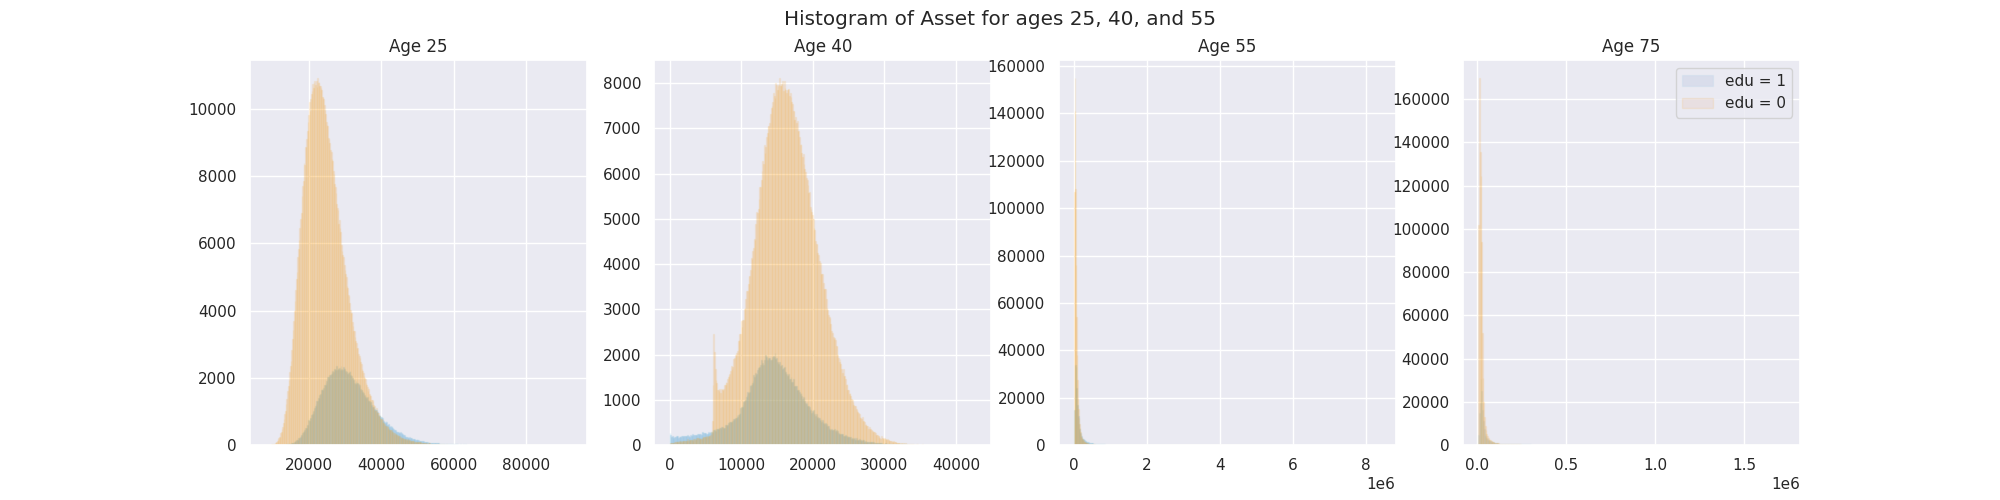 Histogram of Asset for ages 25, 40, and 55
Age 25
10000
8000
6000
4000
2000
0
20000 40000 60000 80000
Age 40
8000
7000
6000
5000
4000
3000
2000
1000
0
0 10000 20000 30000 40000
Age 55
160000
140000
120000
100000
80000
60000
40000
20000
0
0 2 4 6 8
1e6
Age 75
edu = 1
edu = 0
160000
140000
120000
100000
80000
60000
40000
20000
0
0.0 0.5 1.0 1.5
1e6